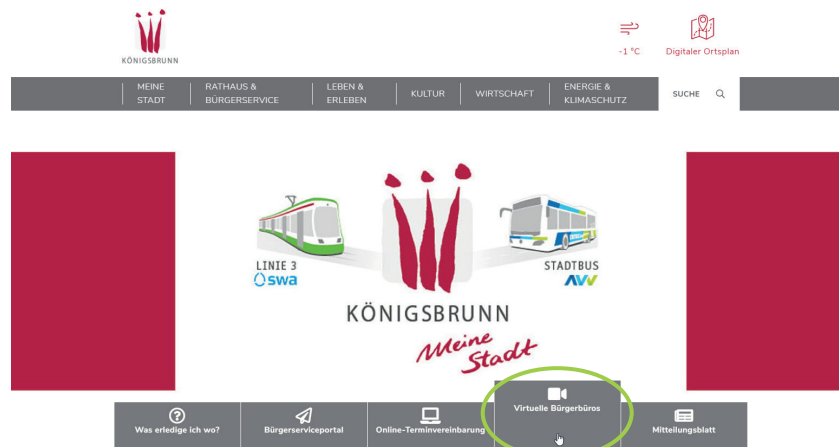 KÖNIGSBRUNN
-1 °C
Digitaler Ortsplan
MEINE
STADT
RATHAUS &
BÜRGERSERVICE
LEBEN &
ERLEBEN
KULTUR
WIRTSCHAFT
ENERGIE &
KLIMASCHUTZ
SUCHE
LINIE 3
swa
STADTBUS
AVV
KÖNIGSBRUNN
Meine
Stadt
Was erledige ich wo?
Bürgerserviceportal
Online-Terminvereinbarung
Virtuelle Bürgerbüros
Mitteilungsblatt